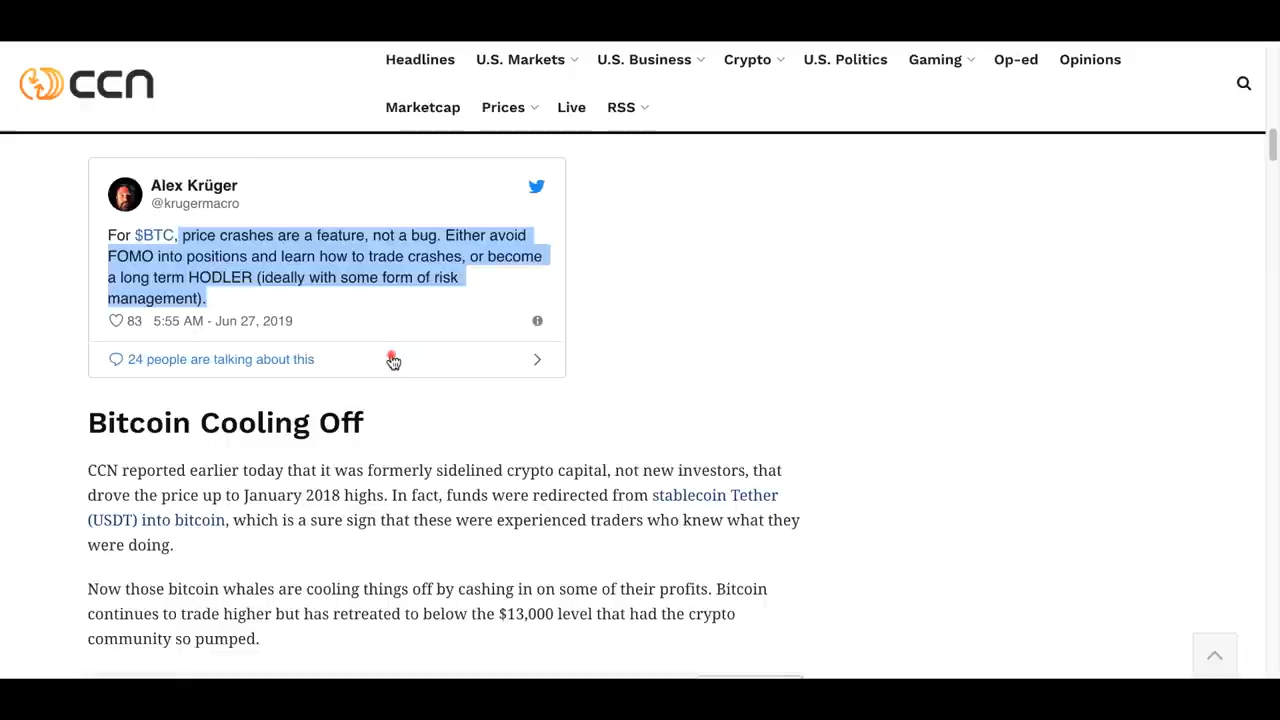 CCN
Headlines
U.S. Markets
U.S. Business
Crypto
U.S. Politics
Gaming
Op-ed
Opinions
Marketcap
Prices
Live
RSS
Alex Krüger
@krugermacro
For $BTC, price crashes are a feature, not a bug. Either avoid
FOMO into positions and learn how to trade crashes, or become
a long term HODLER (ideally with some form of risk
management).
83 5:55 AM - Jun 27, 2019
24 people are talking about this
Bitcoin Cooling Off
CCN reported earlier today that it was formerly sidelined crypto capital, not new investors, that
drove the price up to January 2018 highs. In fact, funds were redirected from stablecoin Tether
(USDT) into bitcoin, which is a sure sign that these were experienced traders who knew what they
were doing.
Now those bitcoin whales are cooling things off by cashing in on some of their profits. Bitcoin
continues to trade higher but has retreated to below the $13,000 level that had the crypto
community so pumped.